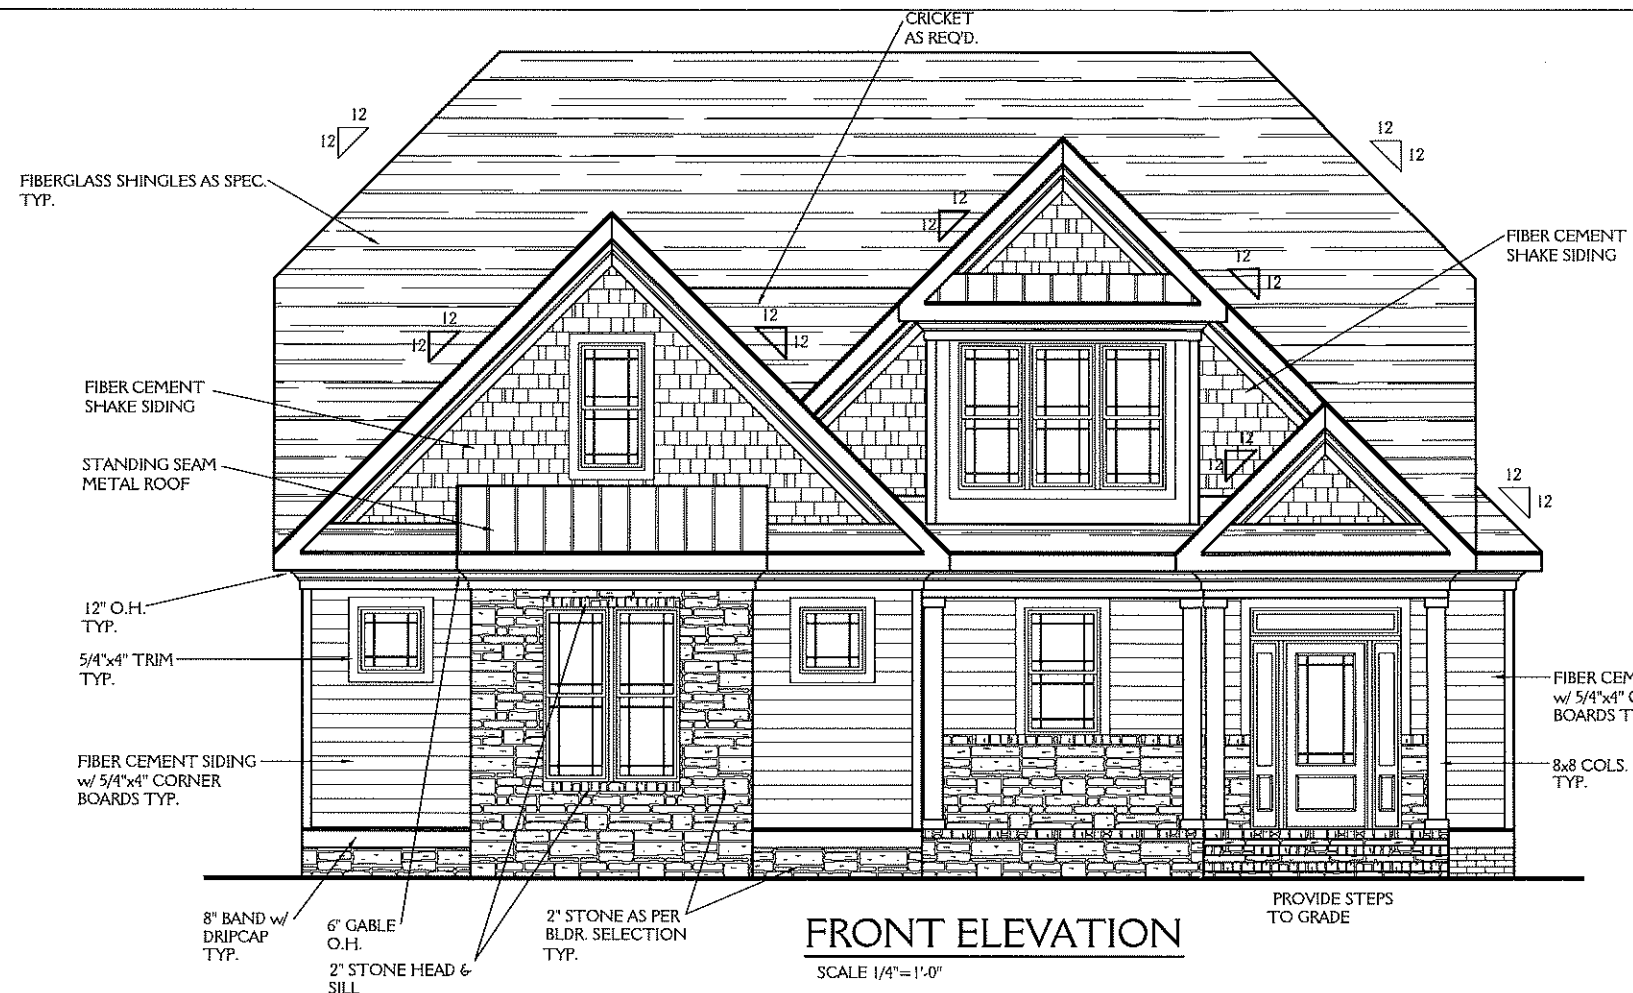 CRICKET
AS REQ'D.
12
12
12
12
FIBERGLASS SHINGLES AS SPEC.
TYP.
12
12
FIBER CEMENT
SHAKE SIDING
12
12
12
12
12
12
FIBER CEMENT
SHAKE SIDING
12
12
STANDING SEAM
METAL ROOF
12
12
12" O.H.
TYP.
5/4"x4" TRIM
TYP.
FIBER CEMENT SIDING
w/ 5/4"x4" CORNER
BOARDS TYP.
FIBER CEM
w/ 5/4"x4" C
BOARDS T
8x8 COLS.
TYP.
8" BAND w/
DRIPCAP
TYP.
6" GABLE
O.H.
2" STONE HEAD &
SILL
2" STONE AS PER
BLDR. SELECTION
TYP.
PROVIDE STEPS
TO GRADE
FRONT ELEVATION
SCALE 1/4"=1'-0"